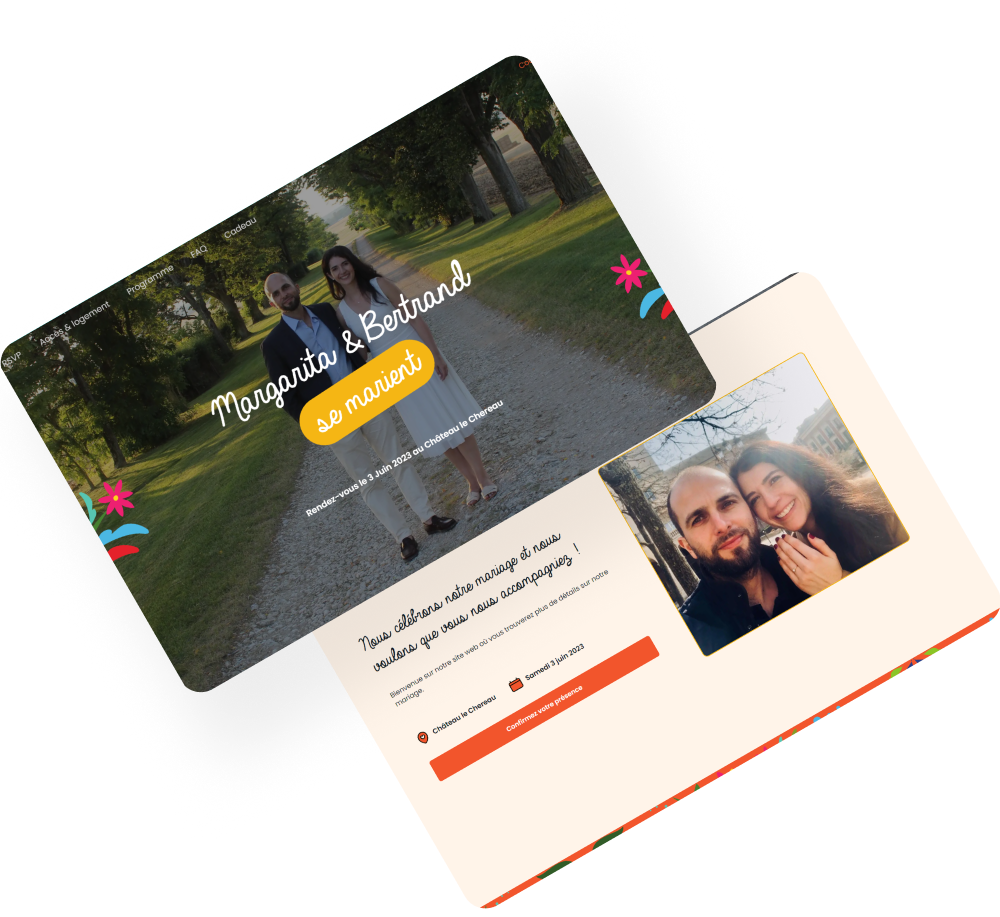 RSVP
Accès & logement
Programme
FAQ
Cadeau
Margarita & Bertrand
se marient
Rendez-vous le 3 Juin 2023 au Château le Chereau
Nous célébrons notre mariage et nous
voulons que vous nous accompagniez !
Bienvenue sur notre site web où vous trouverez plus de détails sur notre
mariage.
Château le Chereau
Samedi 3 juin 2023
Confirmez votre présence